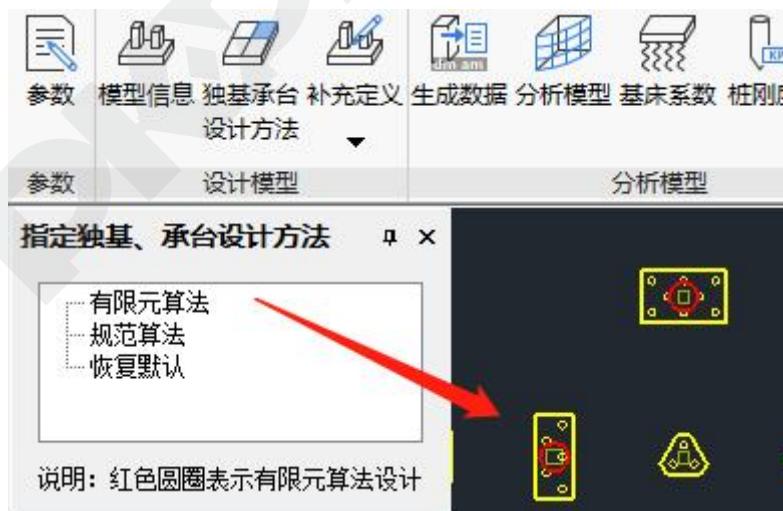 参数 模型信息 独基承台 补充定义 生成数据 分析模型 基床系数 桩刚度
设计方法
参数 设计模型 分析模型
指定独基、承台设计方法
有限元算法
规范算法
恢复默认
说明：红色圆圈表示有限元算法设计